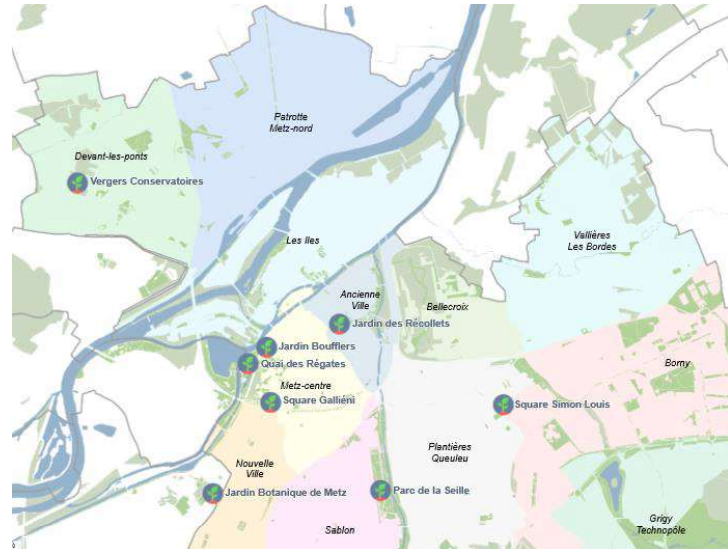 Patrotte
Metz-nord
Devant-les-ponts
Vergers Conservatoires
Les Iles
Vallières
Les Bordes
Ancienne
Ville
Bellecroix
Jardin des Récollets
Jardin Boufflers
Quai des Régates
Borny
Metz-centre
Square Galliéni
Square Simon Louis
Plantières
Queuleu
Nouvelle
Ville
Jardin Botanique de Metz
Parc de la Seille
Sablon
Grigy
Technopôle